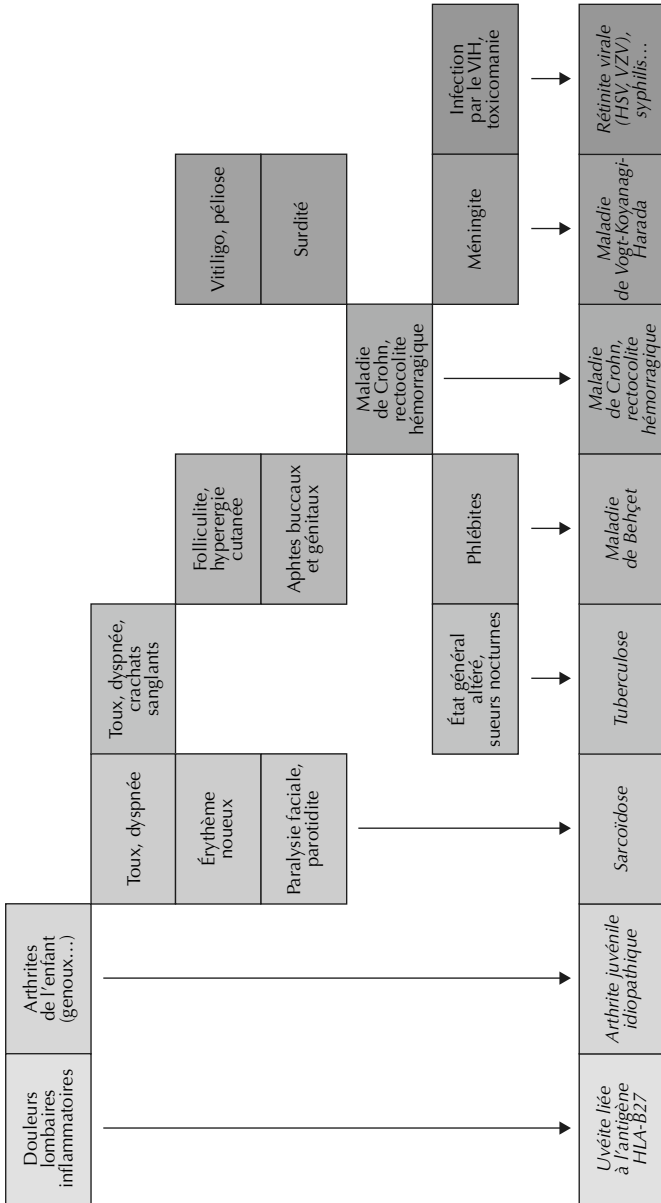 Douleurs
lombaires
inflammatoires
Arthrites
de l'enfant
(genoux…)
Toux, dyspnée
Toux, dyspnée,
crachats
sanglants
Érythème
noueux
Folliculite,
hyperergie
cutanée
Vitiligo, péliose
Paralysie faciale,
parotidite
Aphtes buccaux
et génitaux
Surdité
Maladie
de Crohn,
rectocolite
hémorragique
État général
altéré,
sueurs nocturnes
Phlébites
Méningite
Infection
par le VIH,
toxicomanie
Uvéite liée
à l'antigène
HLA-B27
Arthrite juvénile
idiopathique
Sarcoïdose
Tuberculose
Maladie
de Behçet
Maladie
de Crohn,
rectocolite
hémorragique
Maladie
de Vogt-Koyanagi-
Harada
Rétinite virale
(HSV, VZV),
syphilis…